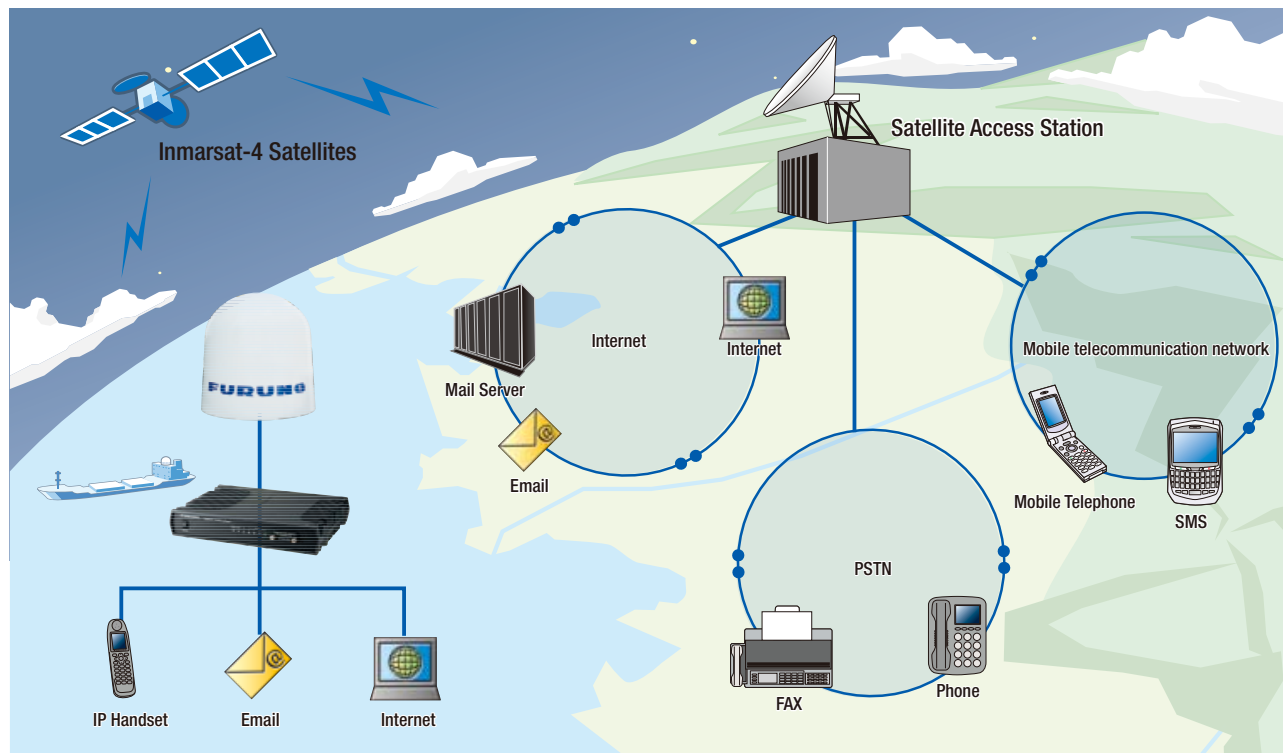 Inmarsat-4 Satellites
Satellite Access Station
FURUNO
Internet
Internet
Mail Server
Email
Mobile telecommunication network
Mobile Telephone
SMS
PSTN
FAX
Phone
IP Handset
Email
Internet